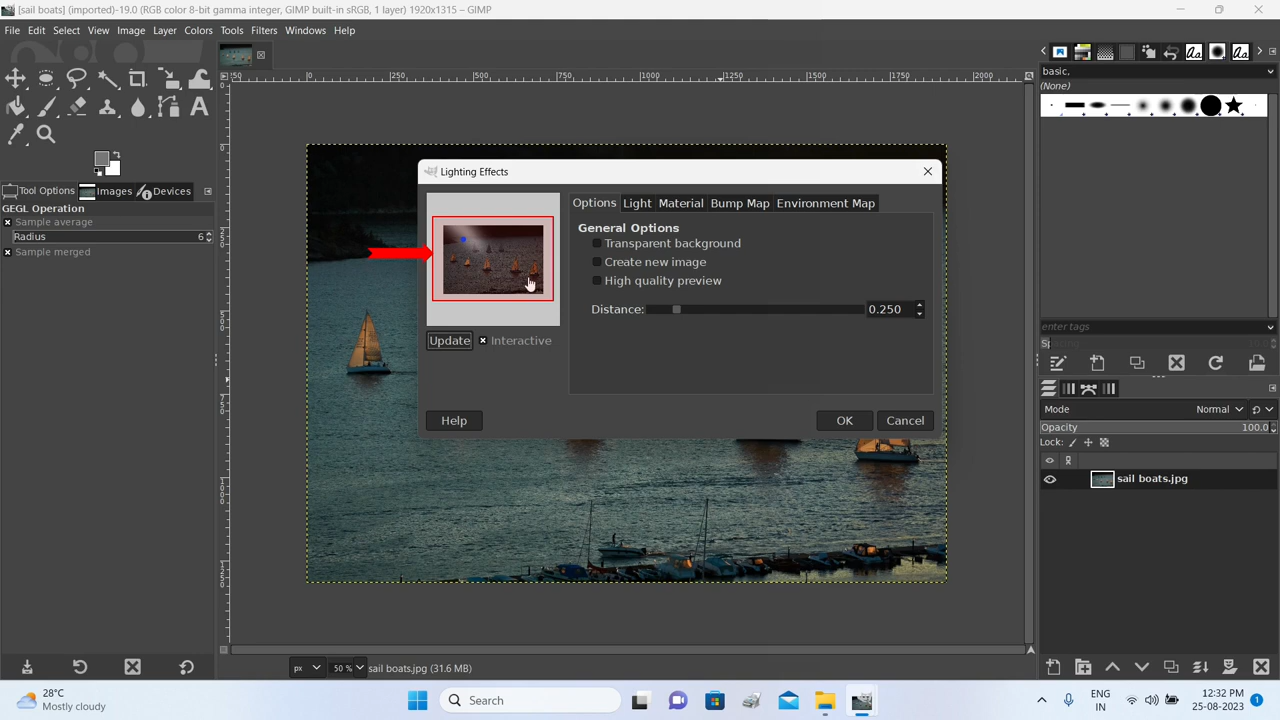 [sail boats] (imported)-19.0 (RGB color 8-bit gamma integer, GIMP built-in sRGB, 1 layer) 1920x1315 – GIMP
File Edit Select View Image Layer Colors Tools Filters Windows Help
basic,
(None)
Tool Options Images Devices
GEGL Operation
Sample average
Radius 6
Sample merged
Lighting Effects
Options Light Material Bump Map Environment Map
General Options
Transparent background
Create new image
High quality preview
Distance: 0.250
Update Interactive
Help OK Cancel
enter tags
Mode Normal
Opacity 100.0
Lock:
sail boats.jpg
px 50 % sail boats.jpg (31.6 MB)
28°C
Mostly cloudy
Search
ENG
IN
12:32 PM
25-08-2023
1